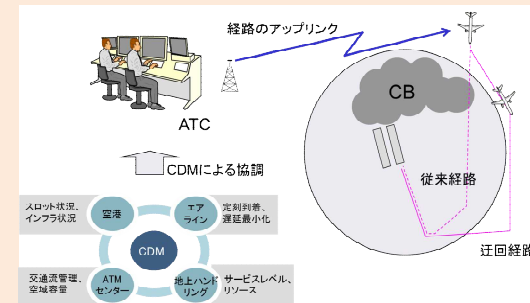 経路のアップリンク
CB
ATC
CDMによる協調
従来経路
迂回経路
スロット状況、
インフラ状況
空港
エア
ライン
定刻到着、
遅延最小化
CDM
交通流管理、
空域容量
ATM
センター
地上ハンド
リング
サービスレベル、
リソース